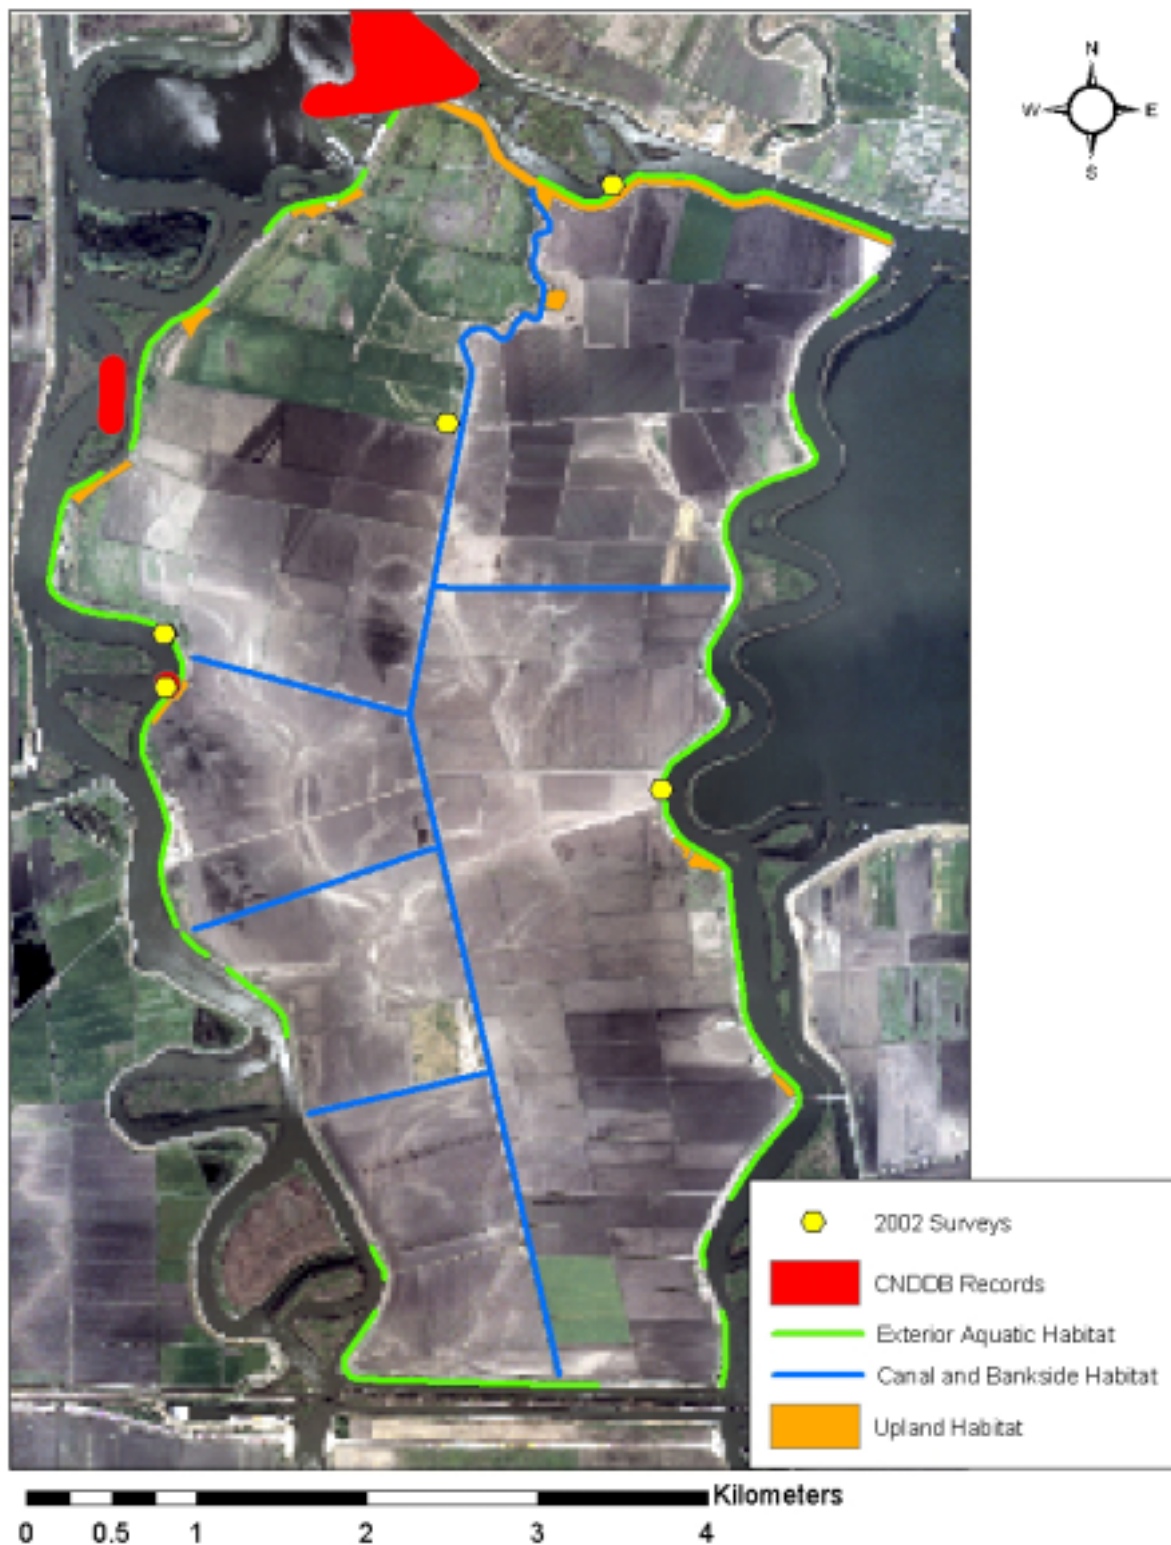 N
W E
S
2002 Surveys
CNDDB Records
Exterior Aquatic Habitat
Canal and Bankside Habitat
Upland Habitat
Kilometers
0 0.5 1 2 3 4